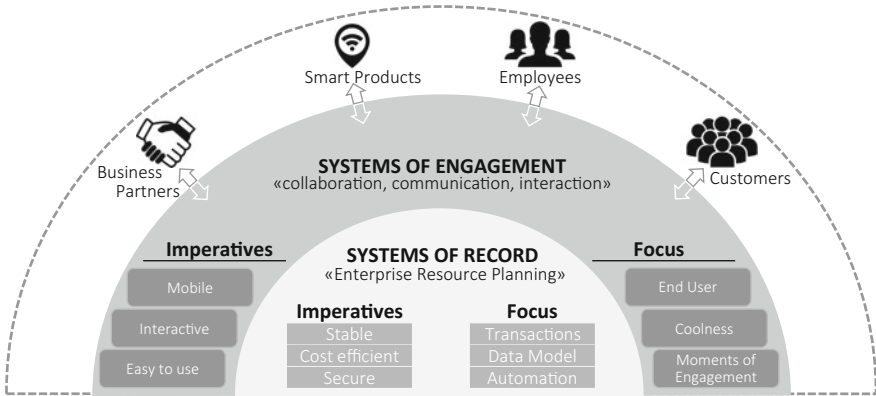 Smart Products
Employees
Business
Partners
Customers
SYSTEMS OF ENGAGEMENT
«collaboration, communication, interaction»
Imperatives
Mobile
Interactive
Easy to use
SYSTEMS OF RECORD
«Enterprise Resource Planning»
Imperatives
Stable
Cost efficient
Secure
Focus
Transactions
Data Model
Automation
Focus
End User
Coolness
Moments of
Engagement